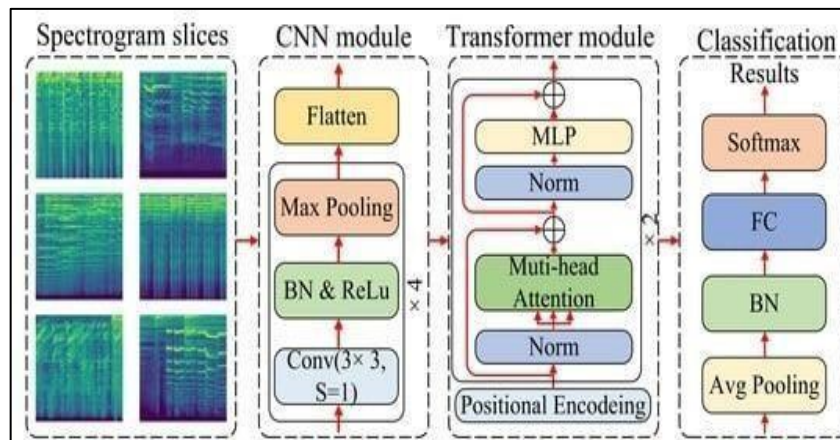 Spectrogram slices
CNN module
Flatten
Max Pooling
BN & ReLu
Conv(3× 3,
S=1)
× 4
Transformer module
MLP
Norm
Muti-head
Attention
Norm
× 2
Positional Encodeing
Classification
Results
Softmax
FC
BN
Avg Pooling